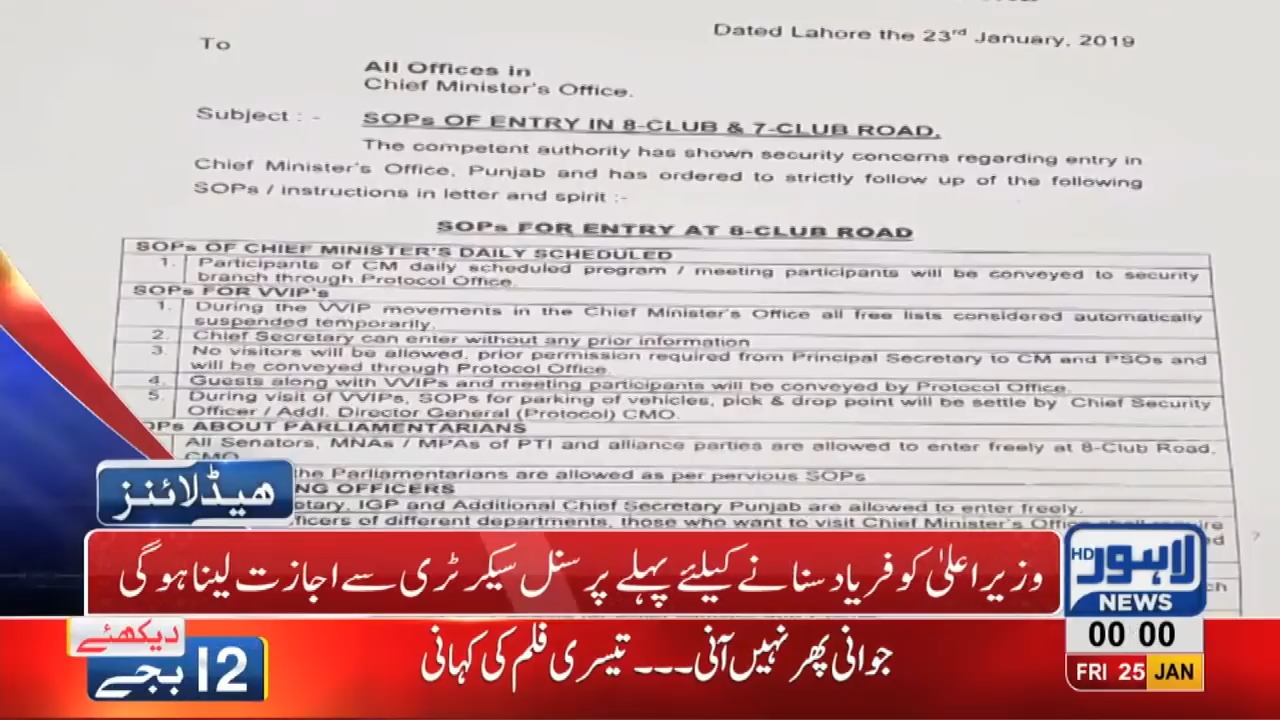 Dated Lahore the 23rd January, 2019
To
All Offices in
Chief Minister's Office.
Subject : - SOPs OF ENTRY IN 8-CLUB & 7-CLUB ROAD.
The competent authority has shown security concerns regarding entry in
Chief Minister's Office, Punjab and has ordered to strictly follow up of the following
SOPs / instructions in letter and spirit :-
SOPs FOR ENTRY AT 8-CLUB ROAD
SOPs OF CHIEF MINISTER'S DAILY SCHEDULED
1. Participants of CM daily scheduled program / meeting participants will be conveyed to security
branch through Protocol Office.
SOPs FOR VVIP's
1. During the VVIP movements in the Chief Minister's Office all free lists considered automatically
suspended temporarily.
2. Chief Secretary can enter without any prior information
3. No visitors will be allowed, prior permission required from Principal Secretary to CM and PSOs and
will be conveyed through Protocol Office.
4. Guests along with VVIPs and meeting participants will be conveyed by Protocol Office.
5. During visit of VVIPs, SOPs for parking of vehicles, pick & drop point will be settle by Chief Security
Officer / Addl. Director General (Protocol) CMO.
OPs ABOUT PARLIAMENTARIANS
All Senators, MNAs / MPAs of PTI and alliance parties are allowed to enter freely at 8-Club Road,
CMO
the Parliamentarians are allowed as per pervious SOPs
NG OFFICERS
etary, IGP and Additional Chief Secretary Punjab are allowed to enter freely.
ficers of different departments, those who want to visit Chief Minister's Office shall require
ہیڈلائنز
وزیراعلیٰ کو فریاد سنانے کیلئے پہلے پرسنل سیکرٹری سے اجازت لینا ہوگی
HD لاہور
NEWS
00 00
FRI 25 JAN
دیکھئے
12 بجے
جوانی پھر نہیں آنی۔۔۔ تیسری فلم کی کہانی